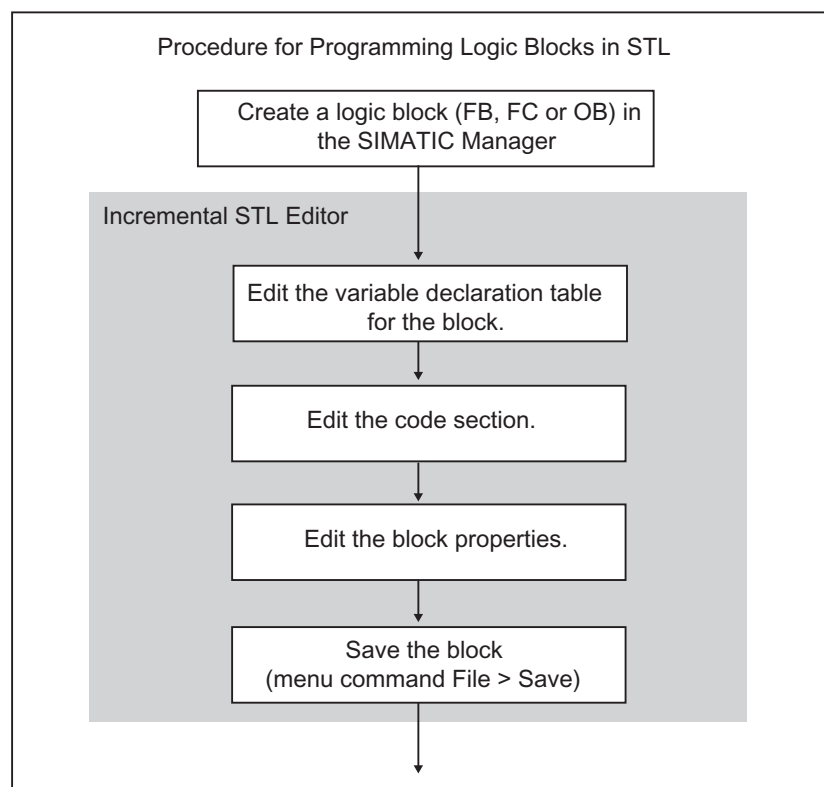 Procedure for Programming Logic Blocks in STL
Create a logic block (FB, FC or OB) in
the SIMATIC Manager
Incremental STL Editor
Edit the variable declaration table
for the block.
Edit the code section.
Edit the block properties.
Save the block
(menu command File > Save)